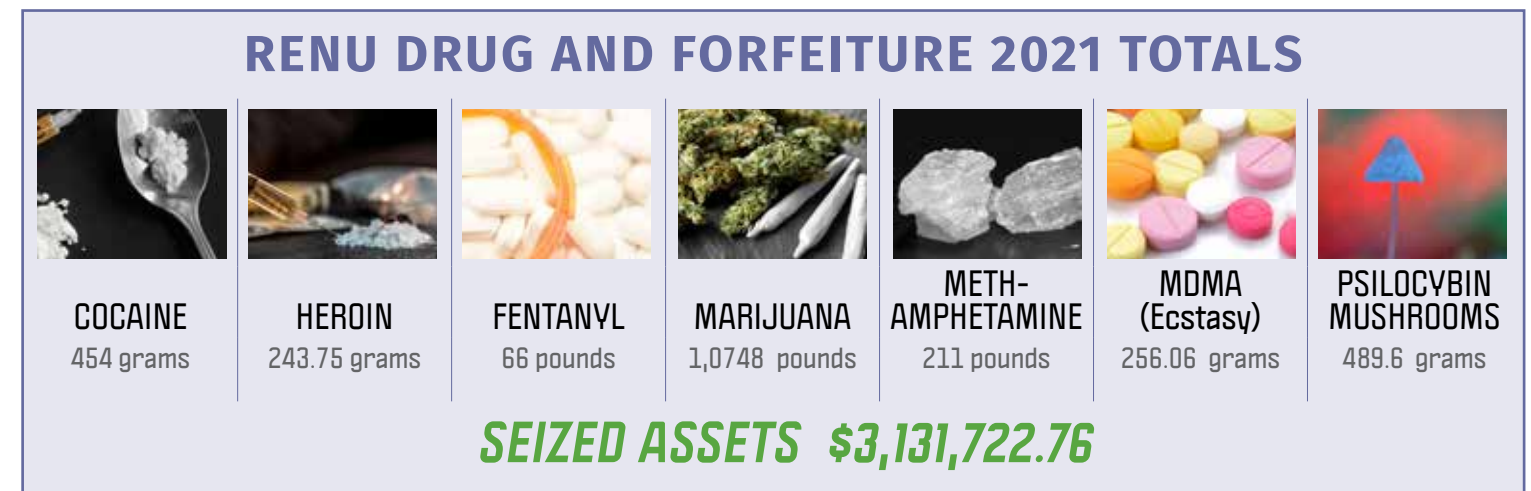 RENU DRUG AND FORFEITURE 2021 TOTALS
COCAINE
454 grams
HEROIN
243.75 grams
FENTANYL
66 pounds
MARIJUANA
1,0748 pounds
METH-
AMPHETAMINE
211 pounds
MDMA
(Ecstasy)
256.06 grams
PSILOCYBIN
MUSHROOMS
489.6 grams
SEIZED ASSETS $3,131,722.76